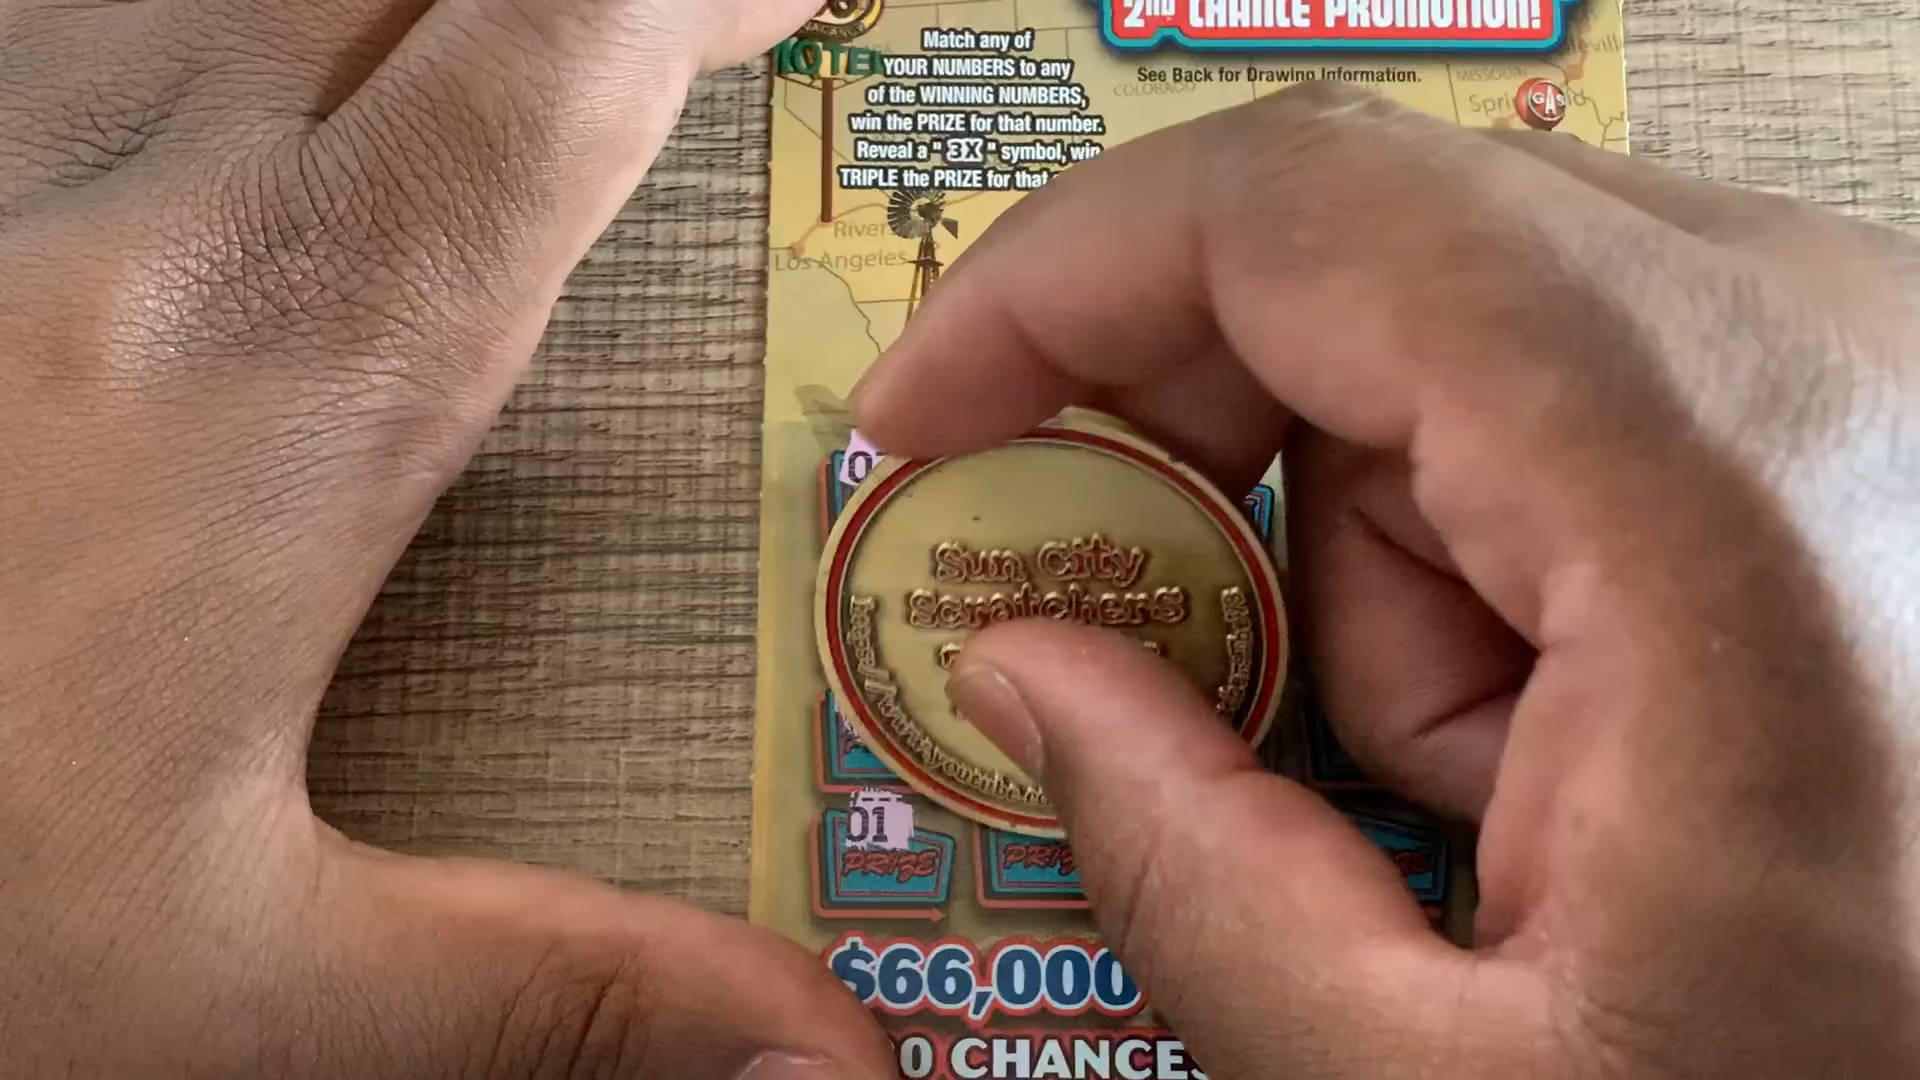 2ND CHANCE PROMOTION!
See Back for Drawing Information.
Match any of
YOUR NUMBERS to any
of the WINNING NUMBERS,
win the PRIZE for that number.
Reveal a "3X" symbol, win
TRIPLE the PRIZE for that
COLORADO
MISSOURI
GAS
Los Angeles
Sun City
Scratchers
01
PRIZE
$66,000
0 CHANCES